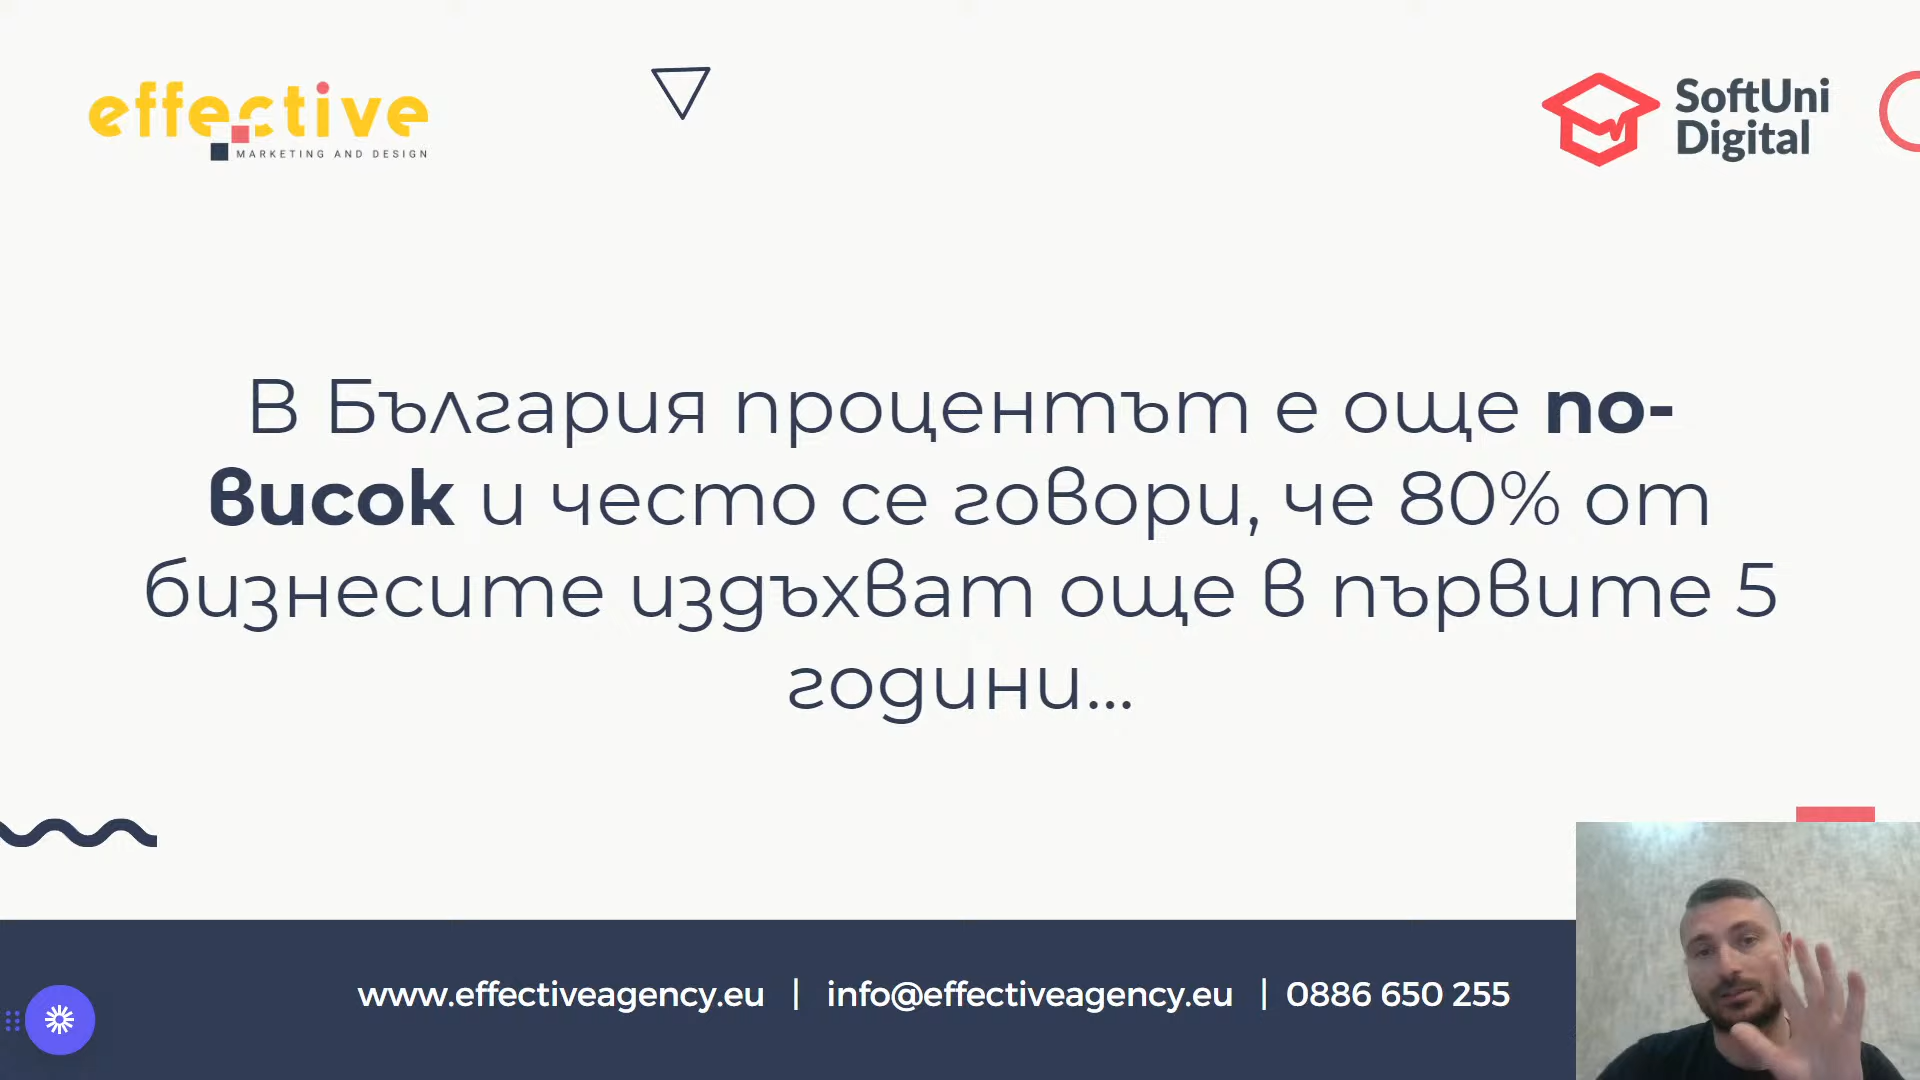 effective
MARKETING AND DESIGN
SoftUni
Digital
В България процентът е още по-
висок и често се говори, че 80% от
бизнесите издъхват още в първите 5
години...
www.effectiveagency.eu | info@effectiveagency.eu | 0886 650 255